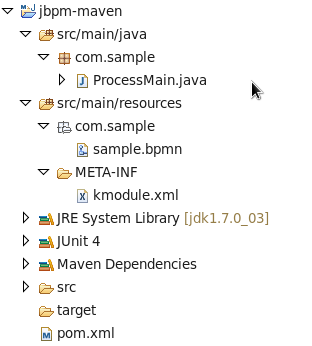 jbpm-maven
src/main/java
com.sample
ProcessMain.java
src/main/resources
com.sample
sample.bpmn
META-INF
kmodule.xml
JRE System Library [jdk1.7.0_03]
JUnit 4
Maven Dependencies
src
target
pom.xml